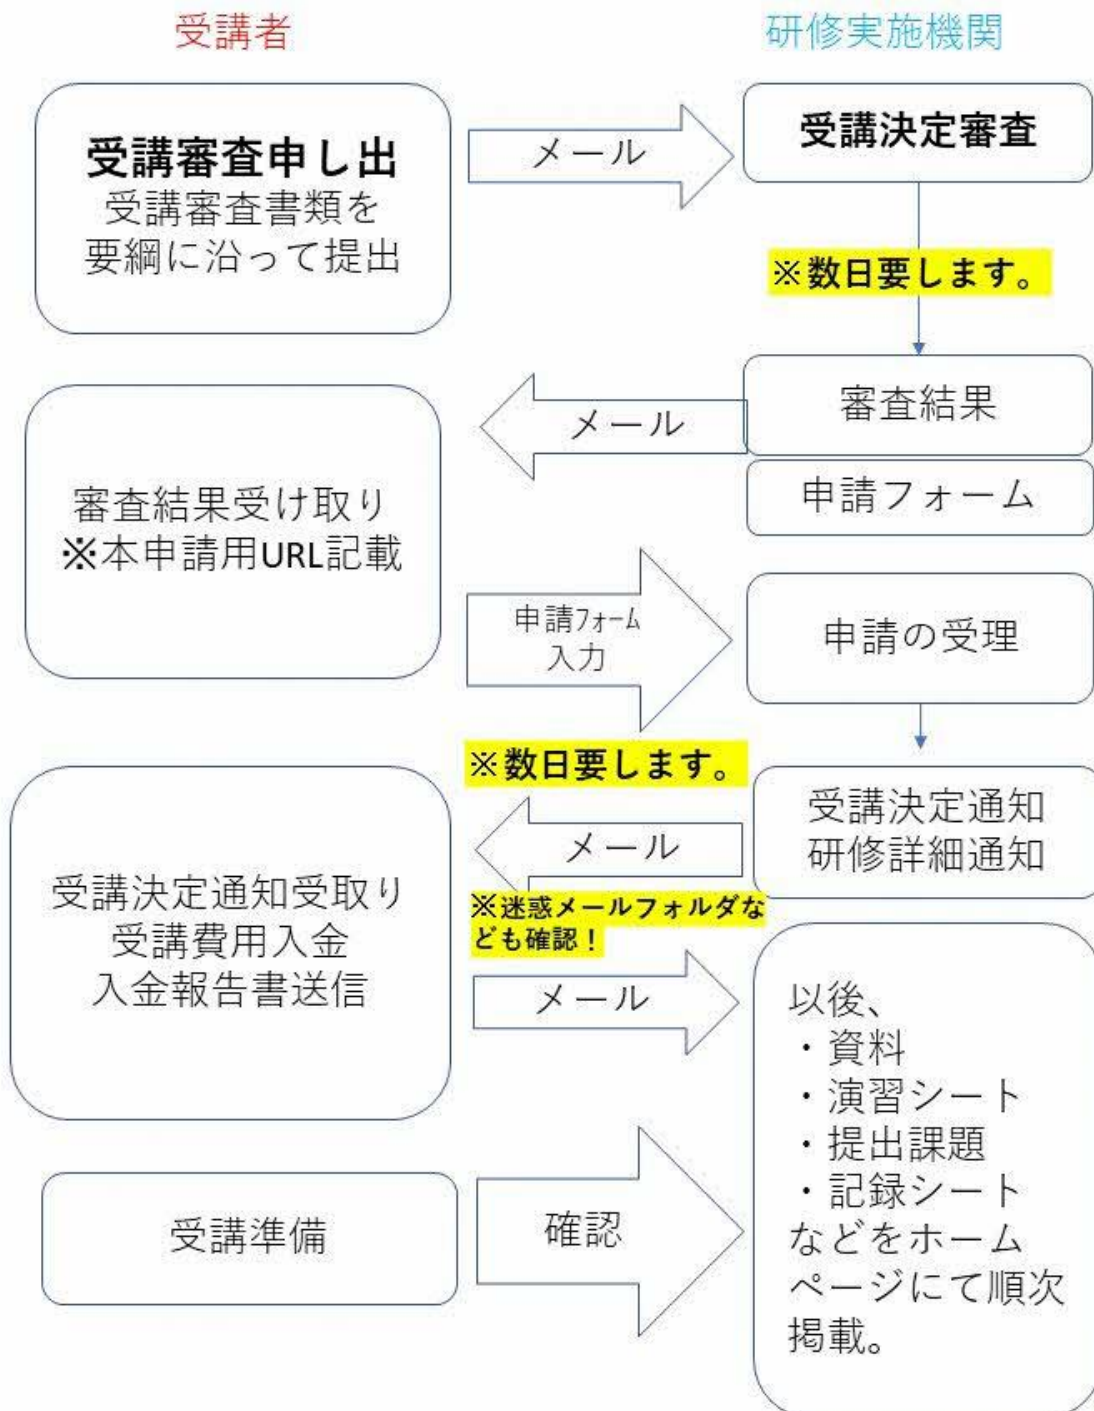 受講者
研修実施機関
受講審査申し出
受講審査書類を
要綱に沿って提出
メール
受講決定審査
※数日要します。
審査結果
申請フォーム
メール
審査結果受け取り
※本申請用URL記載
申請フォーム
入力
申請の受理
※数日要します。
受講決定通知
研修詳細通知
メール
※迷惑メールフォルダな
ども確認！
受講決定通知受取り
受講費用入金
入金報告書送信
メール
以後、
・資料
・演習シート
・提出課題
・記録シート
などをホーム
ページにて順次
掲載。
受講準備
確認